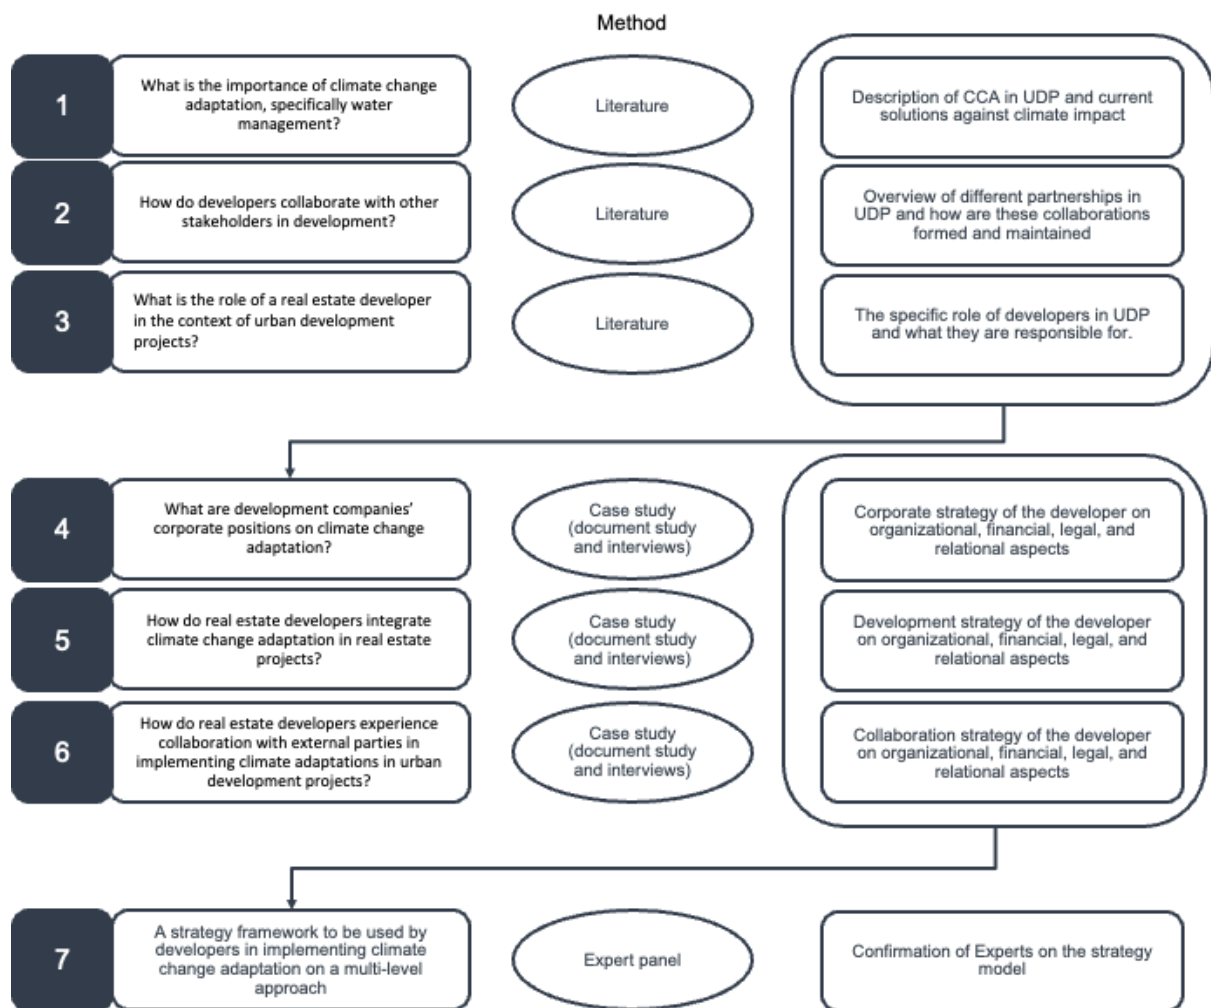 Method
1
What is the importance of climate change
adaptation, specifically water
management?
Literature
Description of CCA in UDP and current
solutions against climate impact
2
How do developers collaborate with other
stakeholders in development?
Literature
Overview of different partnerships in
UDP and how are these collaborations
formed and maintained
3
What is the role of a real estate developer
in the context of urban development
projects?
Literature
The specific role of developers in UDP
and what they are responsible for.
4
What are development companies’
corporate positions on climate change
adaptation?
Case study
(document study
and interviews)
Corporate strategy of the developer on
organizational, financial, legal, and
relational aspects
5
How do real estate developers integrate
climate change adaptation in real estate
projects?
Case study
(document study
and interviews)
Development strategy of the developer
on organizational, financial, legal, and
relational aspects
6
How do real estate developers experience
collaboration with external parties in
implementing climate adaptations in urban
development projects?
Case study
(document study
and interviews)
Collaboration strategy of the developer
on organizational, financial, legal, and
relational aspects
7
A strategy framework to be used by
developers in implementing climate
change adaptation on a multi-level
approach
Expert panel
Confirmation of Experts on the strategy
model